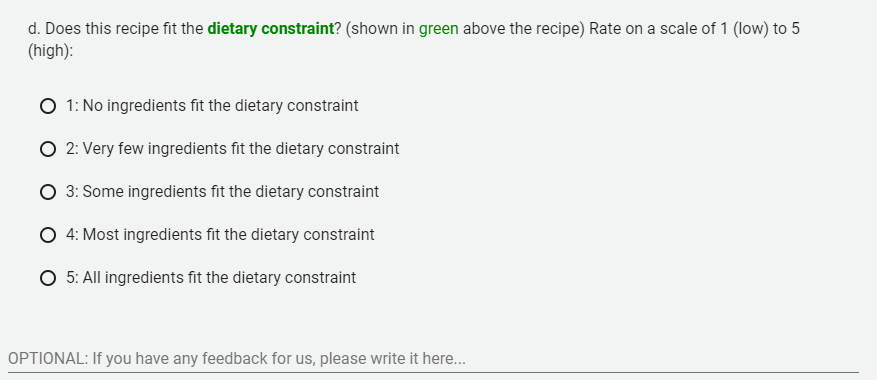 d. Does this recipe fit the dietary constraint? (shown in green above the recipe) Rate on a scale of 1 (low) to 5
(high):
1: No ingredients fit the dietary constraint
2: Very few ingredients fit the dietary constraint
3: Some ingredients fit the dietary constraint
4: Most ingredients fit the dietary constraint
5: All ingredients fit the dietary constraint
OPTIONAL: If you have any feedback for us, please write it here...